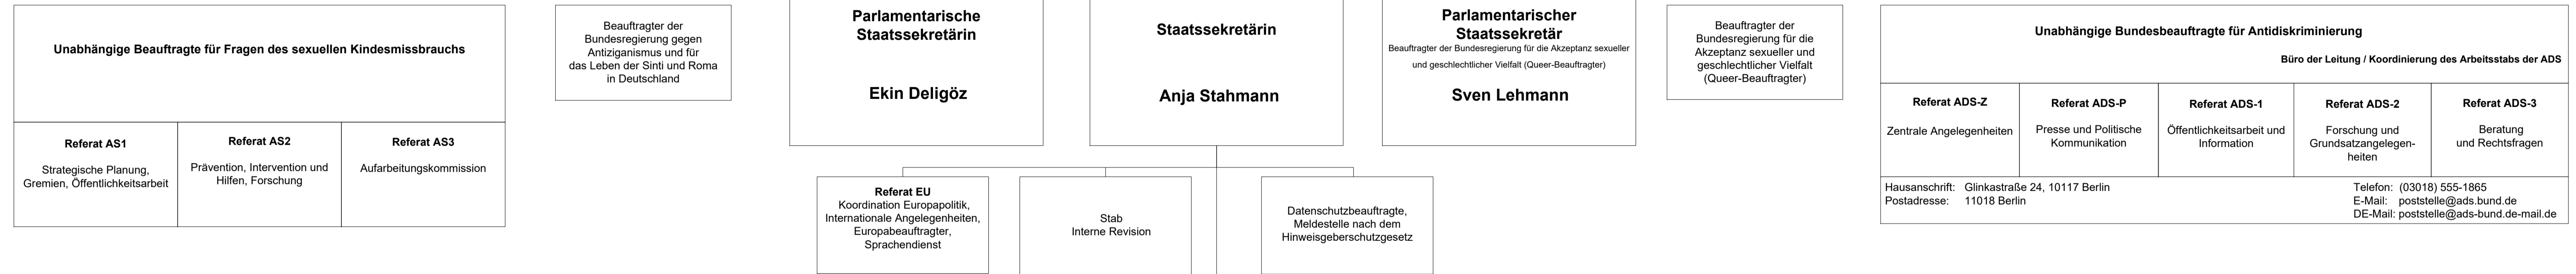 Unabhängige Beauftragte für Fragen des sexuellen Kindesmissbrauchs
Referat AS1
Strategische Planung,
Gremien, Öffentlichkeitsarbeit
Referat AS2
Prävention, Intervention und
Hilfen, Forschung
Referat AS3
Aufarbeitungskommission
Beauftragter der
Bundesregierung gegen
Antiziganismus und für
das Leben der Sinti und Roma
in Deutschland
Parlamentarische
Staatssekretärin
Ekin Deligöz
Staatssekretärin
Anja Stahmann
Parlamentarischer
Staatssekretär
Beauftragter der Bundesregierung für die Akzeptanz sexueller
und geschlechtlicher Vielfalt (Queer-Beauftragter)
Sven Lehmann
Beauftragter der
Bundesregierung für die
Akzeptanz sexueller und
geschlechtlicher Vielfalt
(Queer-Beauftragter)
Referat EU
Koordination Europapolitik,
Internationale Angelegenheiten,
Europabeauftragter,
Sprachendienst
Stab
Interne Revision
Datenschutzbeauftragte,
Meldestelle nach dem
Hinweisgeberschutzgesetz
Unabhängige Bundesbeauftragte für Antidiskriminierung
Büro der Leitung / Koordinierung des Arbeitsstabs der ADS
Referat ADS-Z
Zentrale Angelegenheiten
Referat ADS-P
Presse und Politische
Kommunikation
Referat ADS-1
Öffentlichkeitsarbeit und
Information
Referat ADS-2
Forschung und
Grundsatzangelegen-
heiten
Referat ADS-3
Beratung
und Rechtsfragen
Hausanschrift: Glinkastraße 24, 10117 Berlin
Postadresse: 11018 Berlin
Telefon: (03018) 555-1865
E-Mail: poststelle@ads.bund.de
DE-Mail: poststelle@ads-bund.de-mail.de